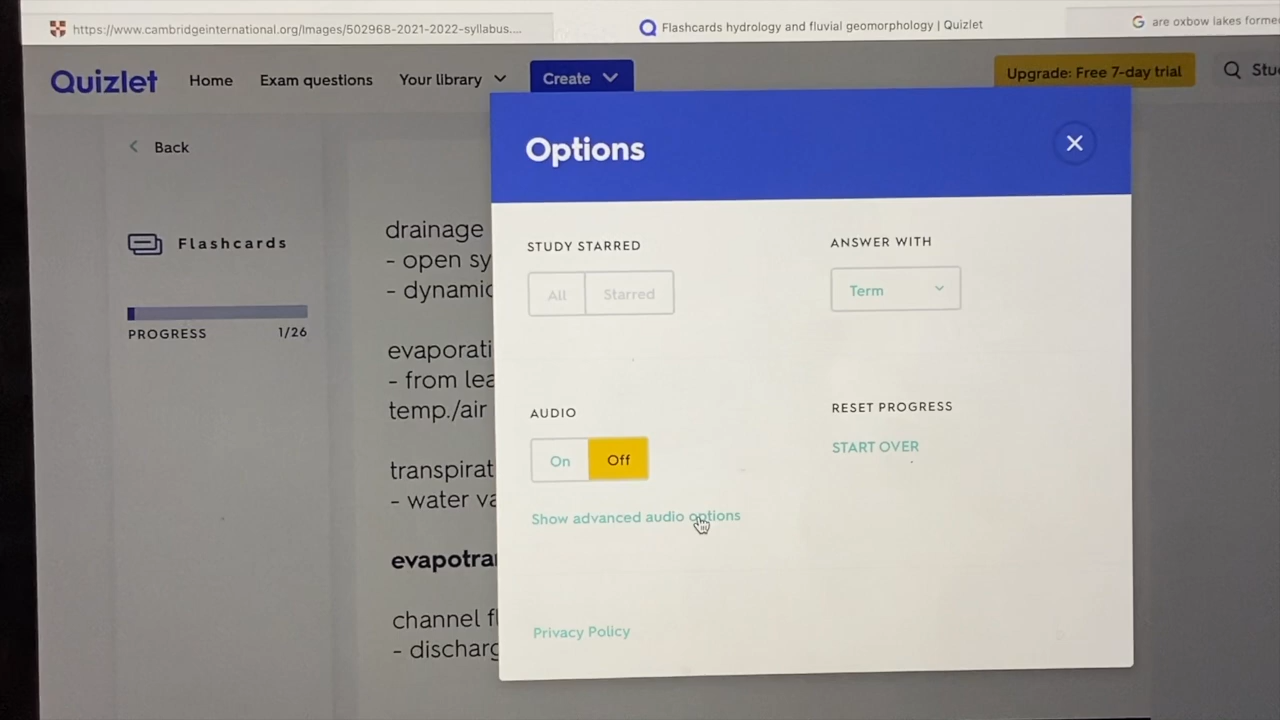 https://www.cambridgeinternational.org/Images/502968-2021-2022-syllabus....
Flashcards hydrology and fluvial geomorphology | Quizlet
are oxbow lakes forme
Quizlet
Home
Exam questions
Your library
Create
Upgrade: Free 7-day trial
Stu
Back
Options
Flashcards
PROGRESS 1/26
drainage
- open sy
- dynamic
evaporati
- from lea
temp./air
transpirat
- water va
evapotra
channel fl
- discharg
STUDY STARRED
All
Starred
ANSWER WITH
Term
AUDIO
On
Off
RESET PROGRESS
START OVER
Show advanced audio options
Privacy Policy